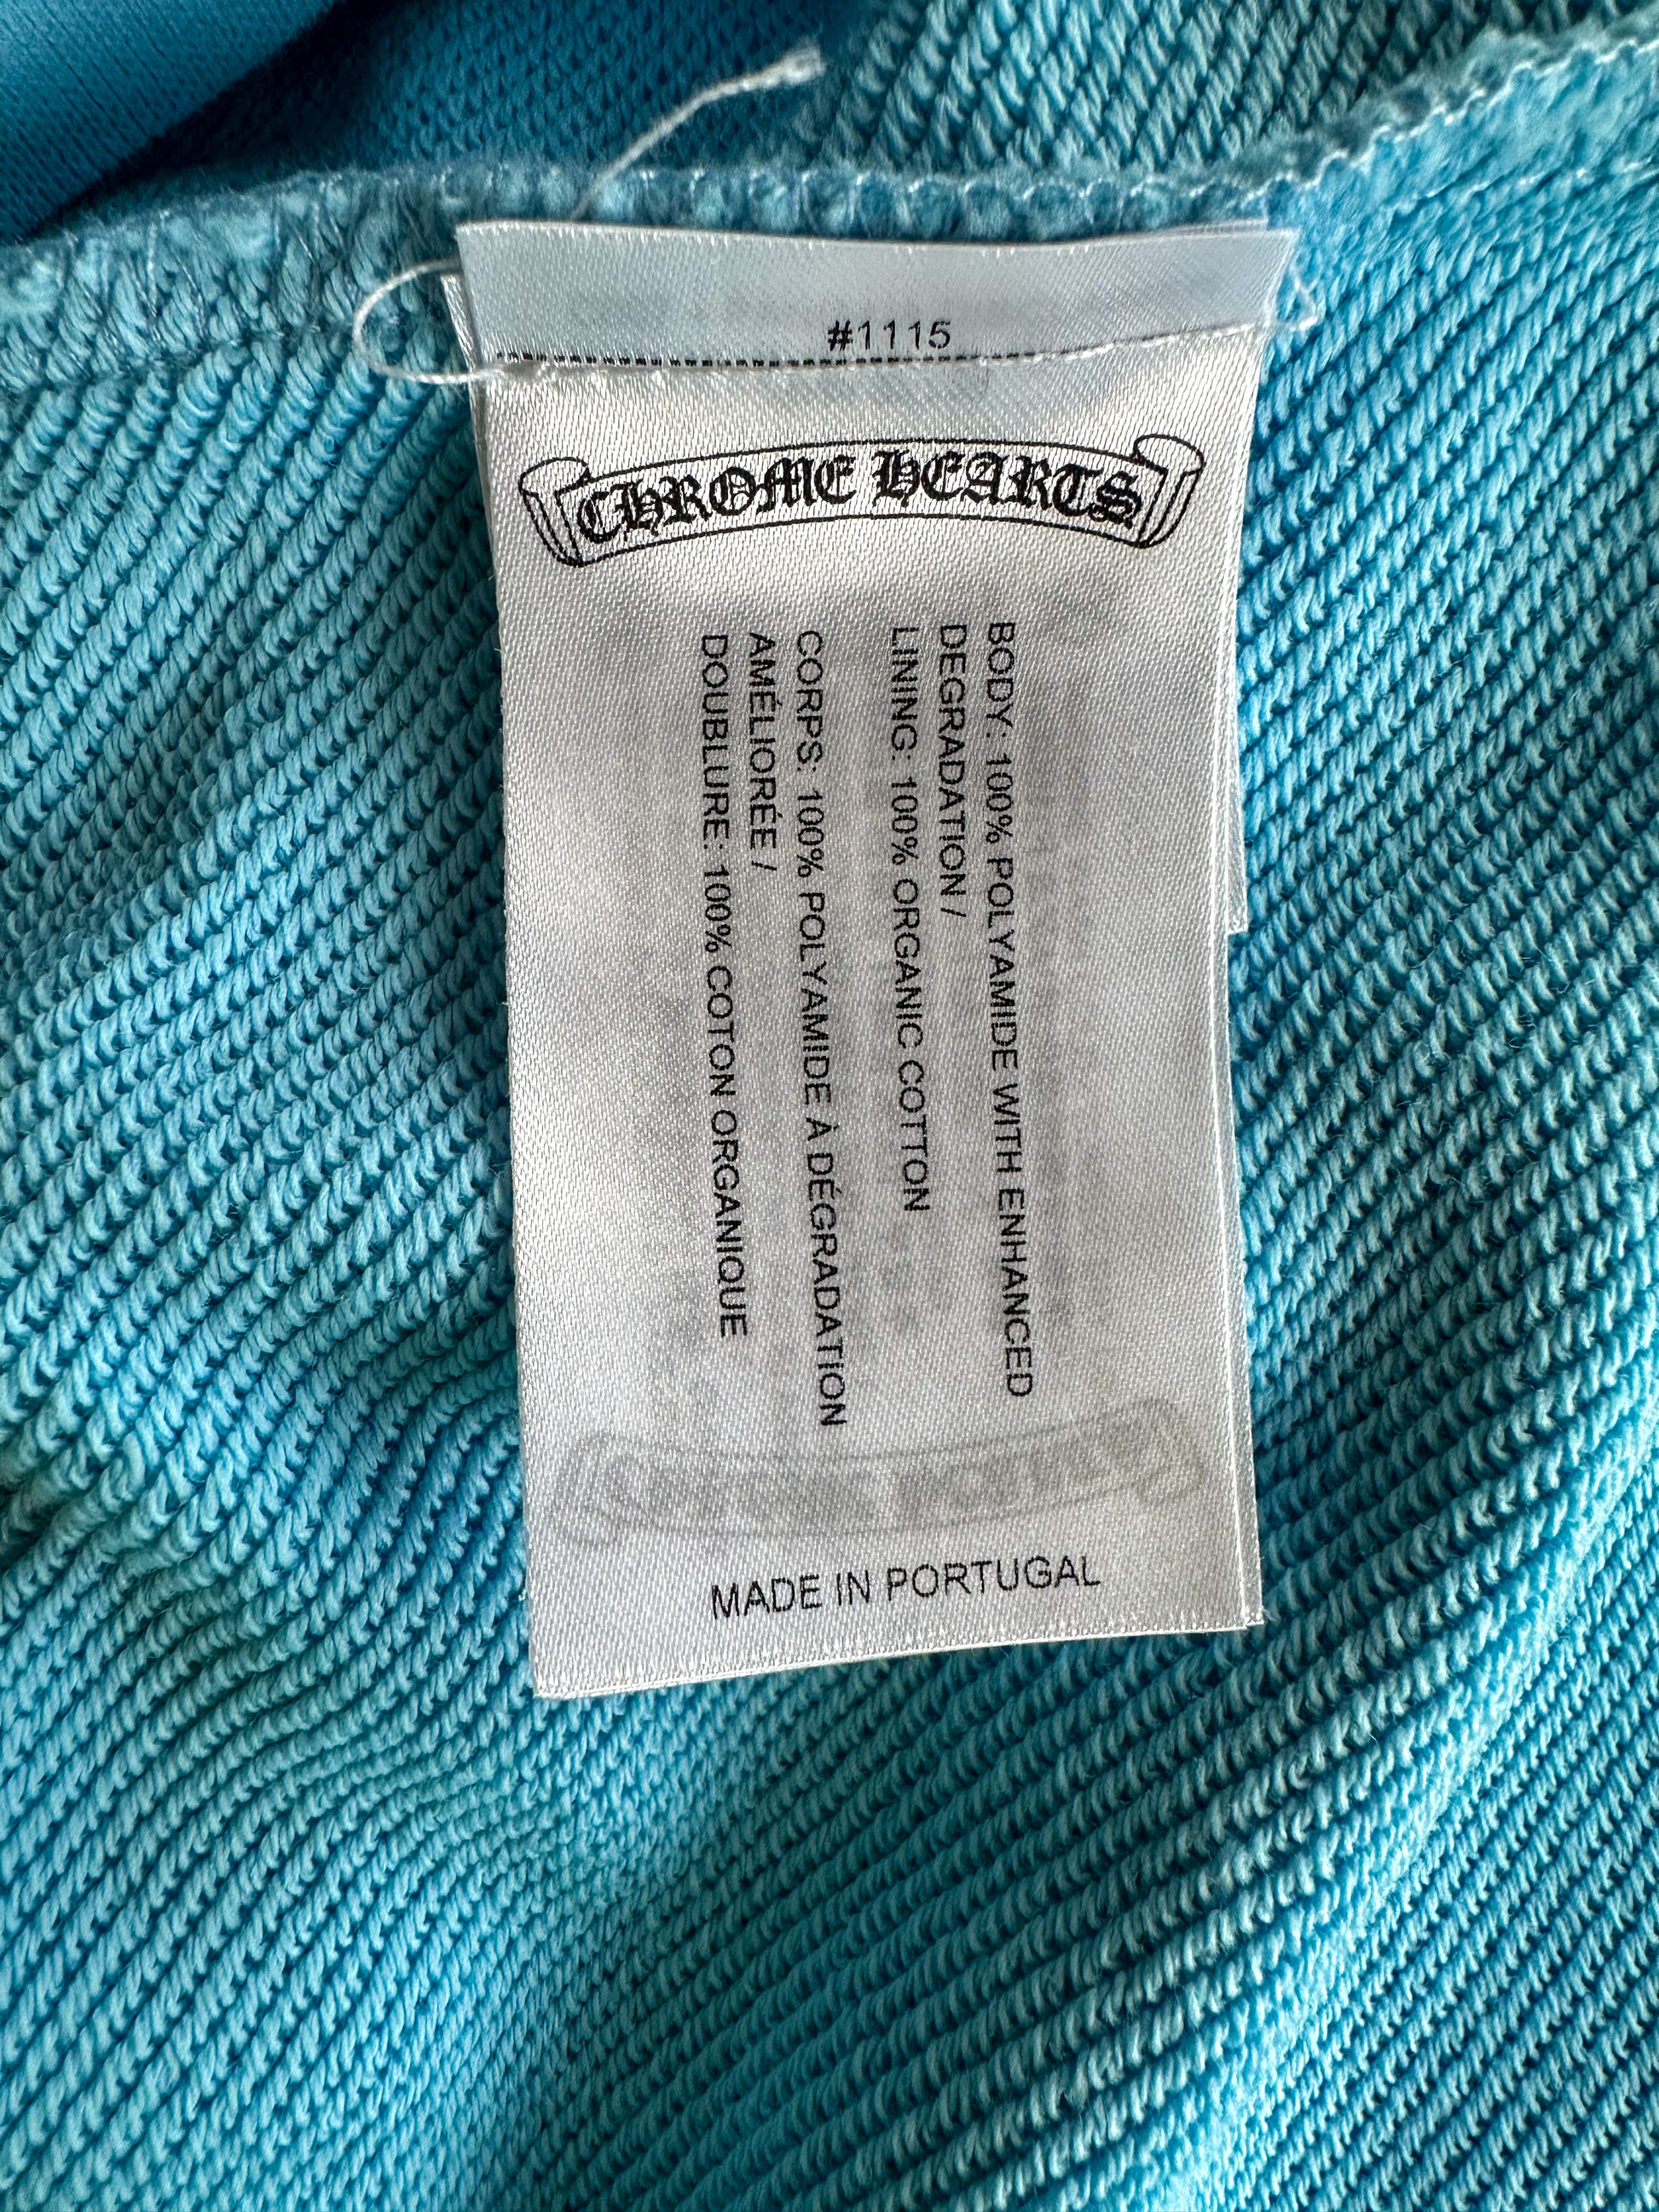 #1115
CHROME HEARTS
BODY: 100% POLYAMIDE WITH ENHANCED
DEGRADATION /
LINING: 100% ORGANIC COTTON
CORPS: 100% POLYAMIDE À DÉGRADATION
AMÉLIORÉE /
DOUBLURE: 100% COTON ORGANIQUE
MADE IN PORTUGAL